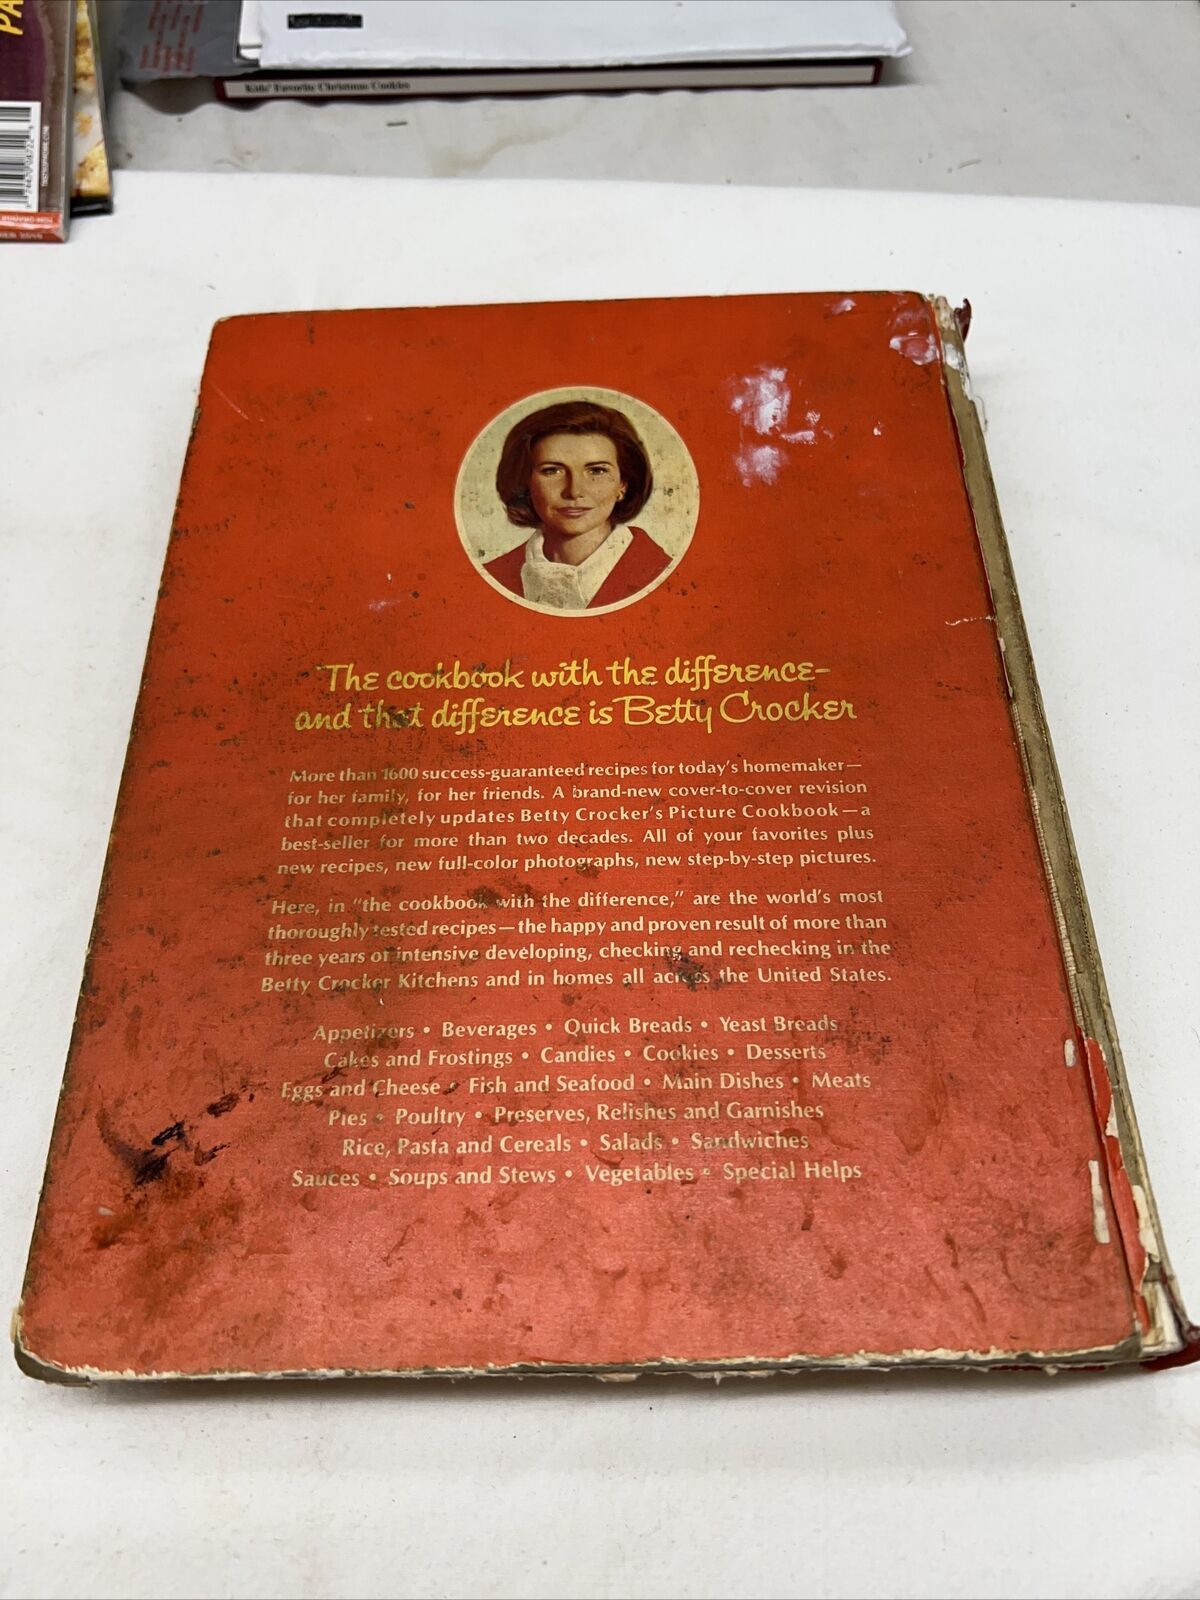 PA
Kids' Favorite Christmas Cookies
The cookbook with the difference—
and that difference is Betty Crocker
More than 1600 success-guaranteed recipes for today's homemaker—
for her family, for her friends. A brand-new cover-to-cover revision
that completely updates Betty Crocker's Picture Cookbook—a
best-seller for more than two decades. All of your favorites plus
new recipes, new full-color photographs, new step-by-step pictures.
Here, in "the cookbook with the difference," are the world's most
thoroughly tested recipes—the happy and proven result of more than
three years of intensive developing, checking and rechecking in the
Betty Crocker Kitchens and in homes all across the United States.
Appetizers • Beverages • Quick Breads • Yeast Breads
Cakes and Frostings • Candies • Cookies • Desserts
Eggs and Cheese • Fish and Seafood • Main Dishes • Meats
Pies • Poultry • Preserves, Relishes and Garnishes
Rice, Pasta and Cereals • Salads • Sandwiches
Sauces • Soups and Stews • Vegetables • Special Helps